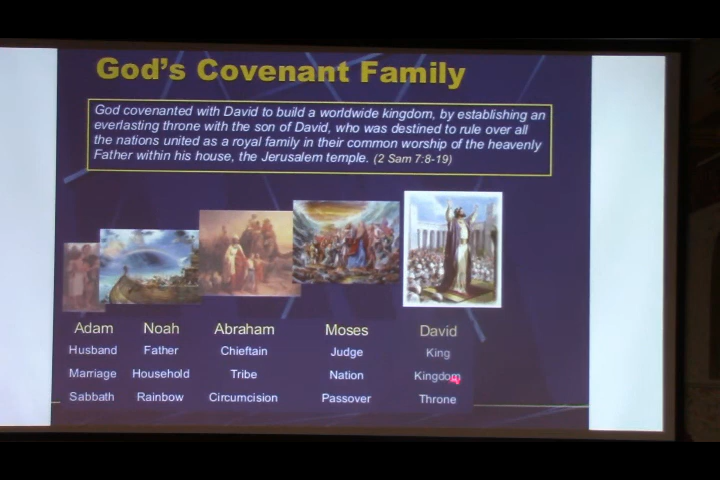 God's Covenant Family
God covenanted with David to build a worldwide kingdom, by establishing an
everlasting throne with the son of David, who was destined to rule over all
the nations united as a royal family in their common worship of the heavenly
Father within his house, the Jerusalem temple. (2 Sam 7:8-19)
Adam Noah Abraham Moses David
Husband Father Chieftain Judge King
Marriage Household Tribe Nation Kingdom
Sabbath Rainbow Circumcision Passover Throne